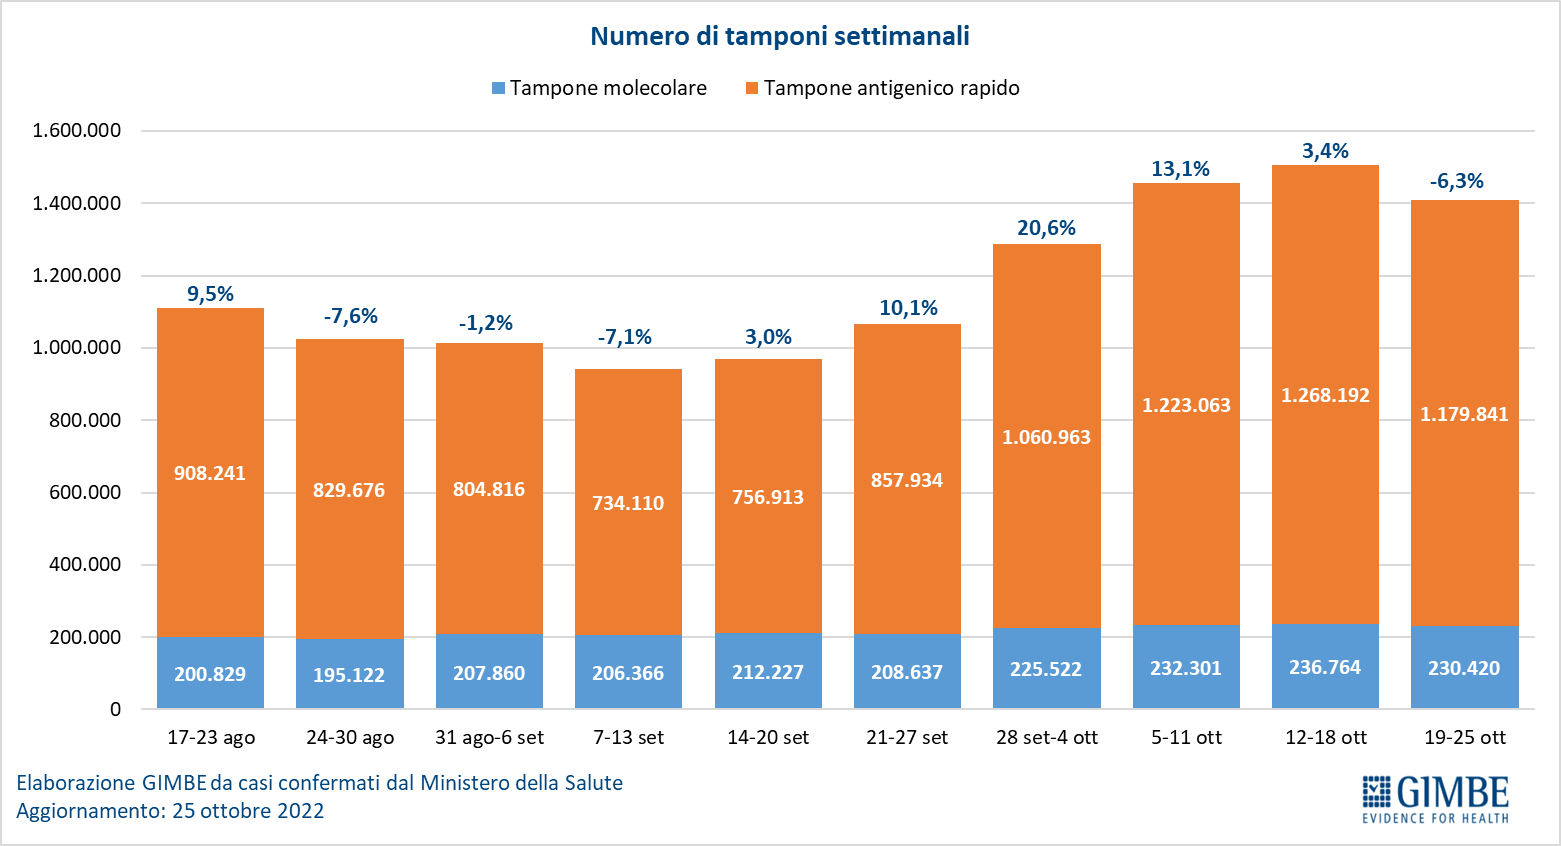 Numero di tamponi settimanali
Tampone molecolare Tampone antigenico rapido
1.600.000
1.400.000
1.200.000
1.000.000
800.000
600.000
400.000
200.000
0
9,5% -7,6% -1,2% -7,1% 3,0% 10,1% 20,6% 13,1% 3,4% -6,3%
908.241 829.676 804.816 734.110 756.913 857.934 1.060.963 1.223.063 1.268.192 1.179.841
200.829 195.122 207.860 206.366 212.227 208.637 225.522 232.301 236.764 230.420
17-23 ago 24-30 ago 31 ago-6 set 7-13 set 14-20 set 21-27 set 28 set-4 ott 5-11 ott 12-18 ott 19-25 ott
Elaborazione GIMBE da casi confermati dal Ministero della Salute
Aggiornamento: 25 ottobre 2022
GIMBE
EVIDENCE FOR HEALTH